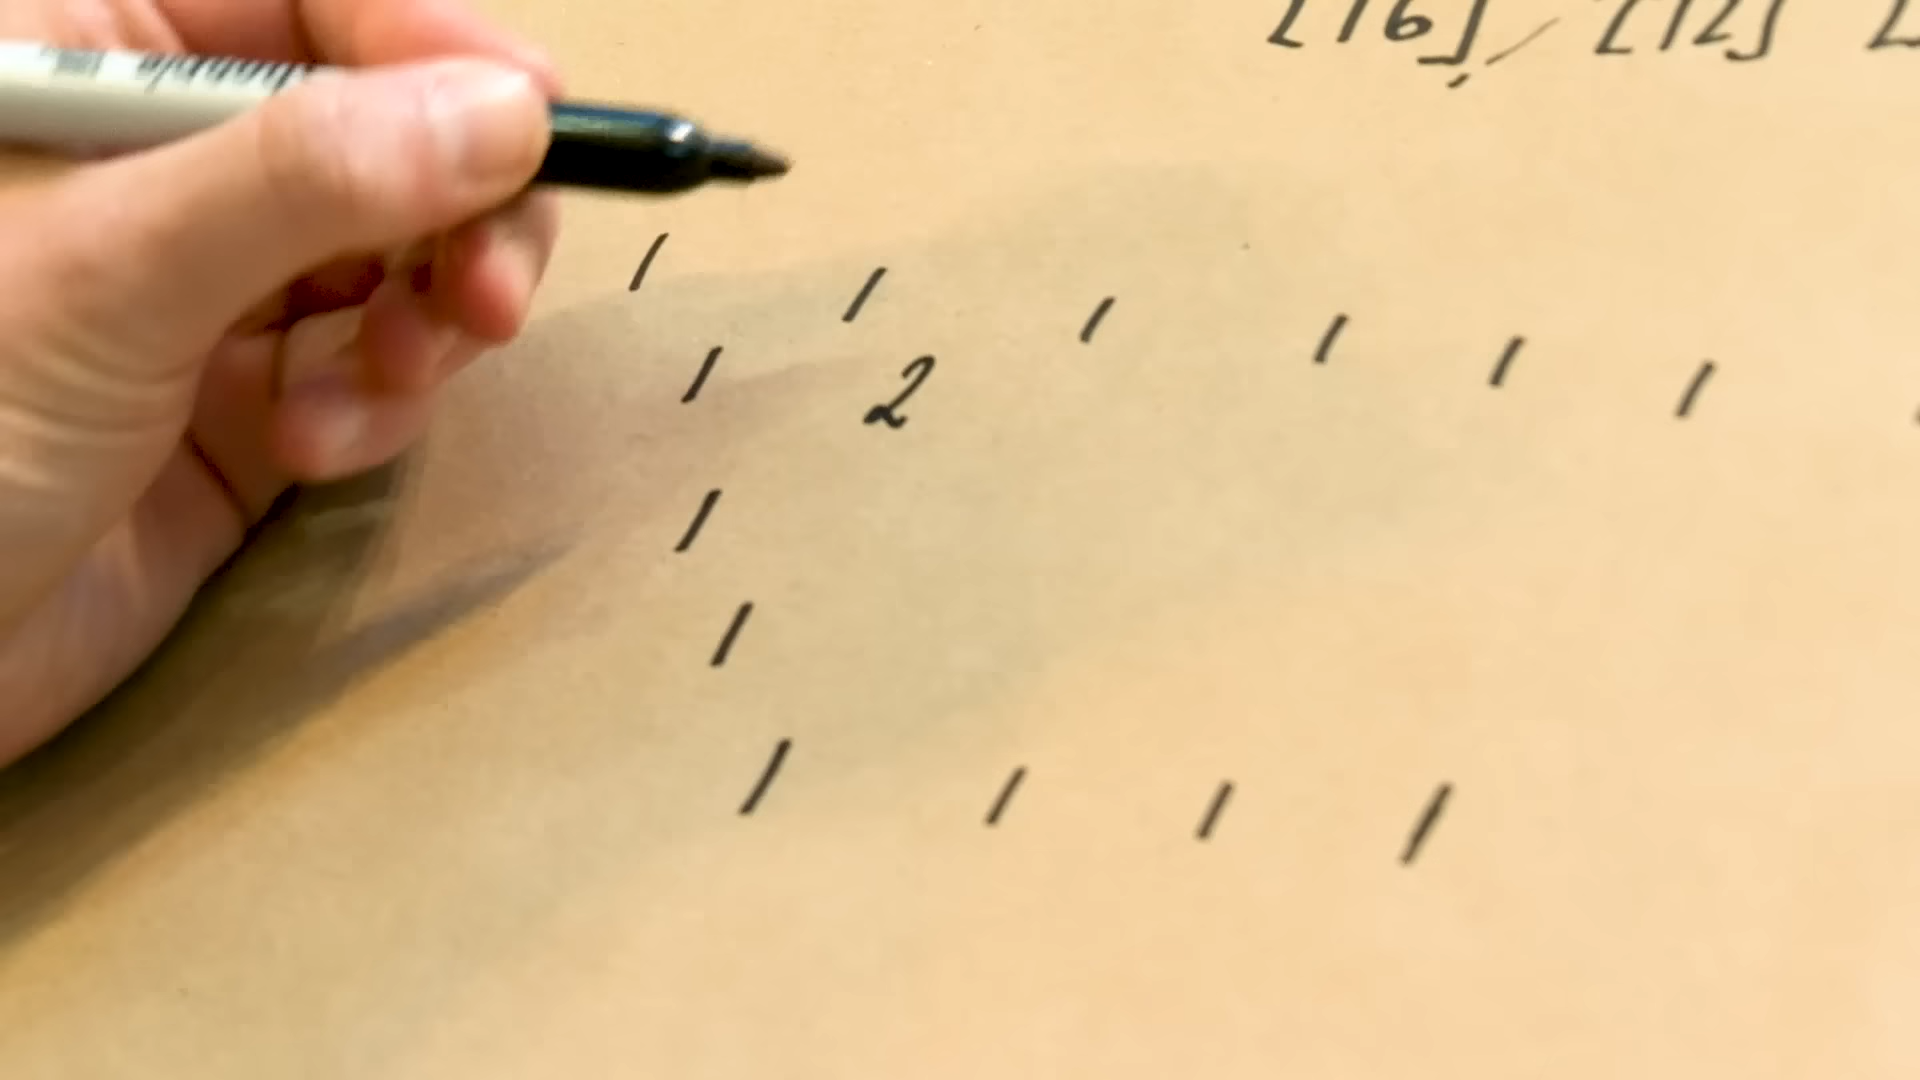 [16], [12]
1 1 1 1 1 1
1 2
1
1
1 1 1 1